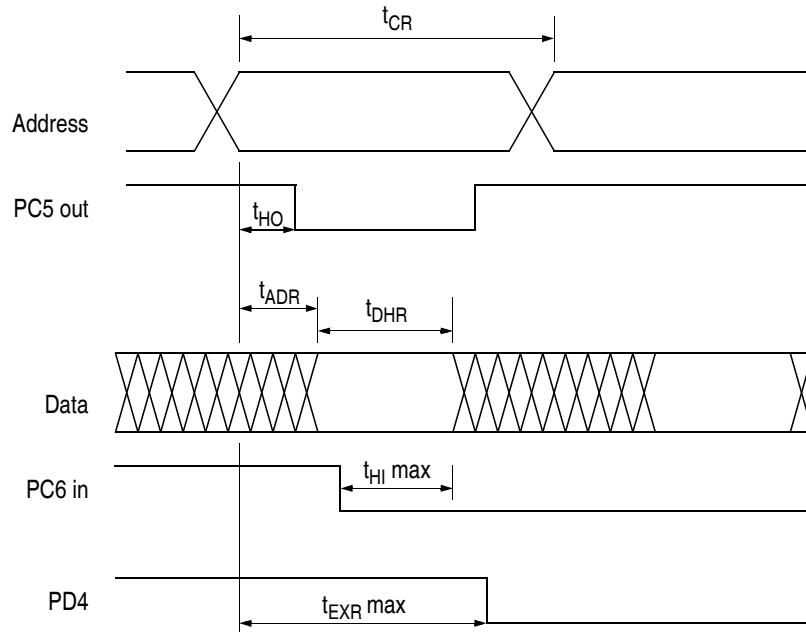 tCR
Address
PC5 out
tHO
tADR
tDHR
Data
PC6 in
tHI max
PD4
tEXR max